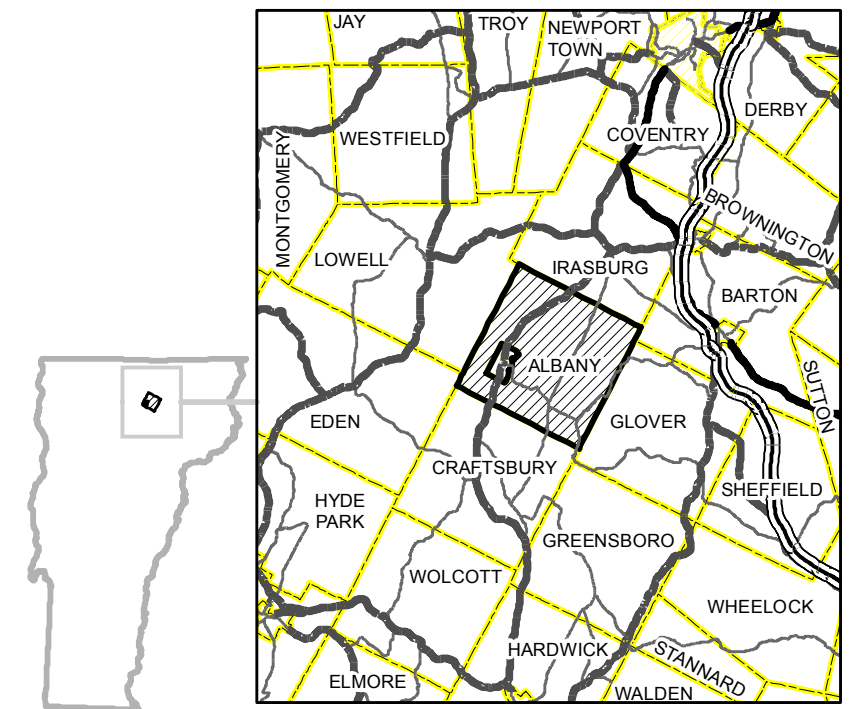 JAY
TROY
NEWPORT
TOWN
DERBY
WESTFIELD
COVENTRY
MONTGOMERY
BROWNINGTON
LOWELL
IRASBURG
BARTON
ALBANY
SUTTON
EDEN
GLOVER
CRAFTSBURY
SHEFFIELD
HYDE
PARK
GREENSBORO
WOLCOTT
WHEELOCK
HARDWICK
STANNARD
ELMORE
WALDEN